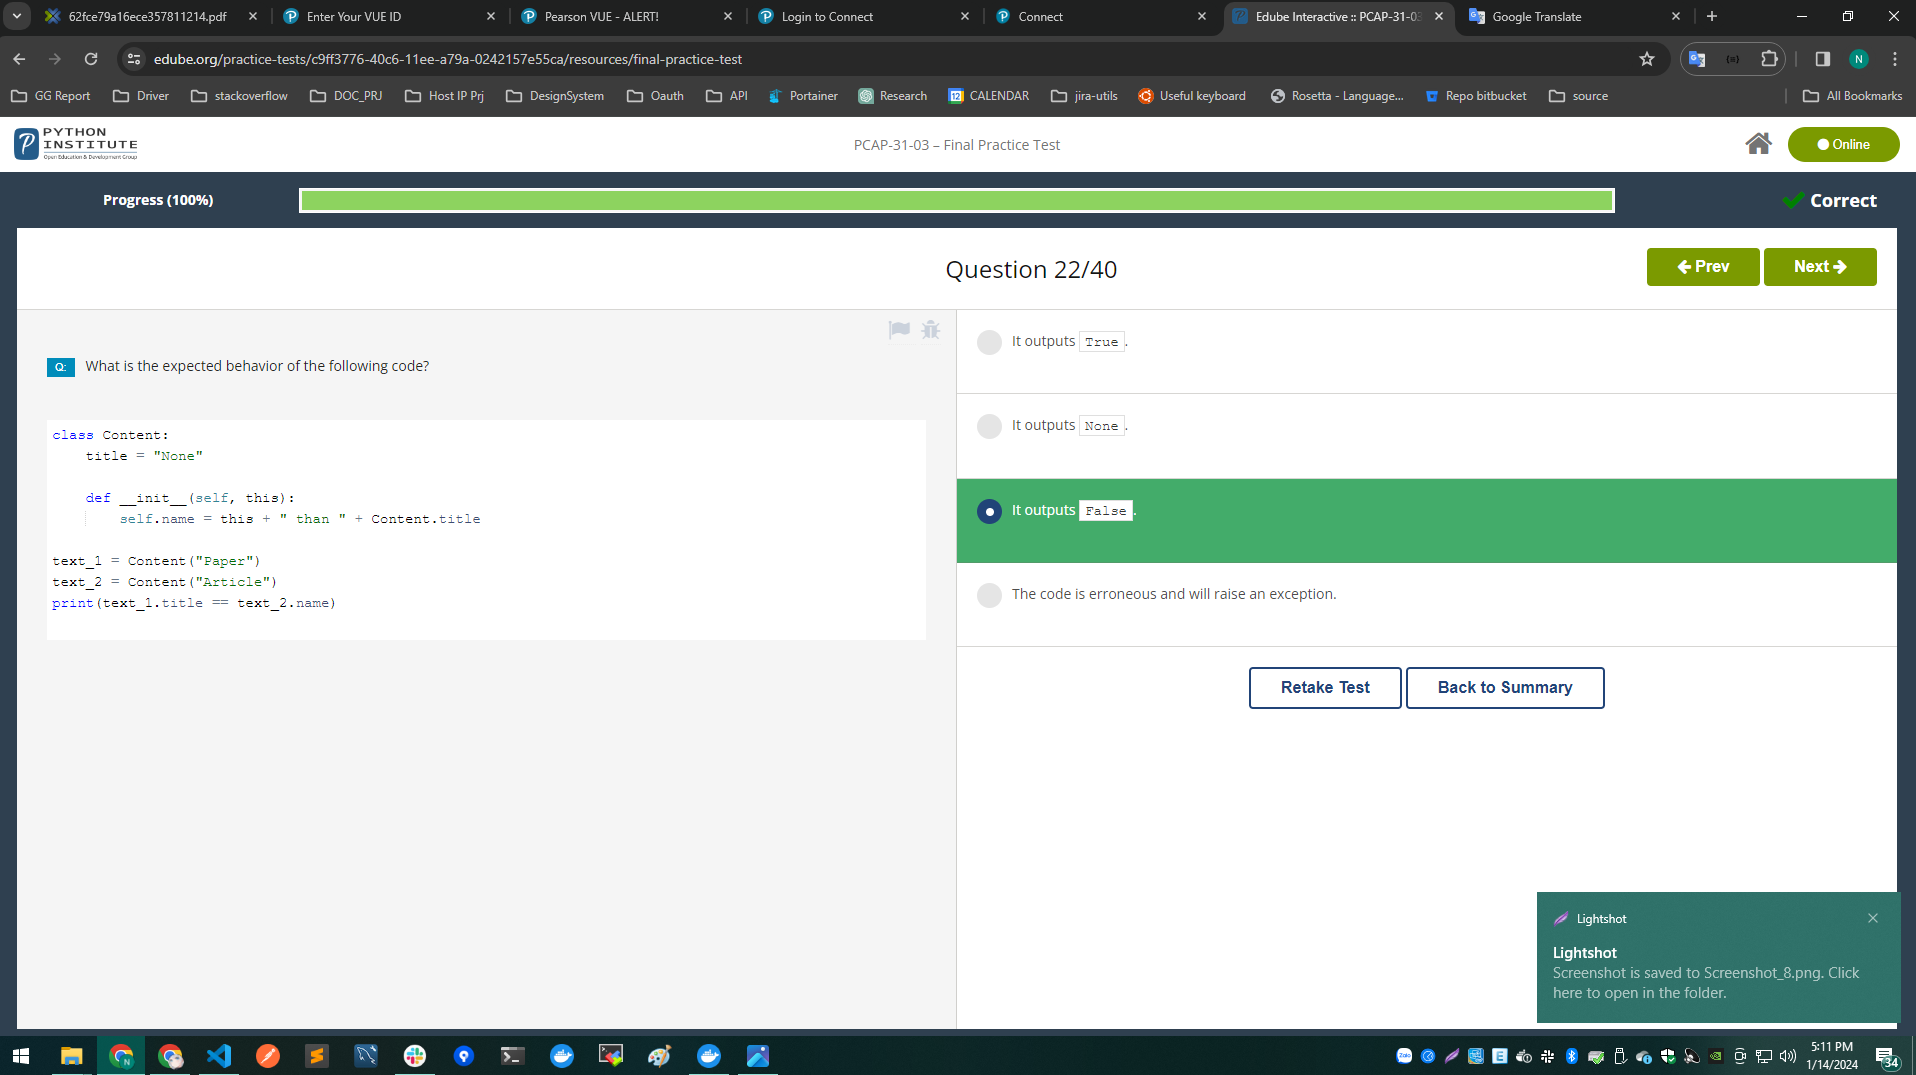 62fce79a16ece357811214.pdf
Enter Your VUE ID
Pearson VUE - ALERT!
Login to Connect
Connect
Edube Interactive :: PCAP-31-03
Google Translate
edube.org/practice-tests/c9ff3776-40c6-11ee-a79a-0242157e55ca/resources/final-practice-test
N
GG Report
Driver
stackoverflow
DOC_PRJ
Host IP Prj
DesignSystem
Oauth
API
Portainer
Research
12 CALENDAR
jira-utils
Useful keyboard
Rosetta - Language...
Repo bitbucket
source
All Bookmarks
PYTHON
INSTITUTE
Open Education & Development Group
PCAP-31-03 – Final Practice Test
Online
Progress (100%)
Correct
Question 22/40
Prev
Next
Q: What is the expected behavior of the following code?
class Content:
    title = "None"
    def __init__(self, this):
        self.name = this + " than " + Content.title
text_1 = Content("Paper")
text_2 = Content("Article")
print(text_1.title == text_2.name)
It outputs True.
It outputs None.
It outputs False.
The code is erroneous and will raise an exception.
Retake Test
Back to Summary
Lightshot
Lightshot
Screenshot is saved to Screenshot_8.png. Click
here to open in the folder.
5:11 PM
1/14/2024
34